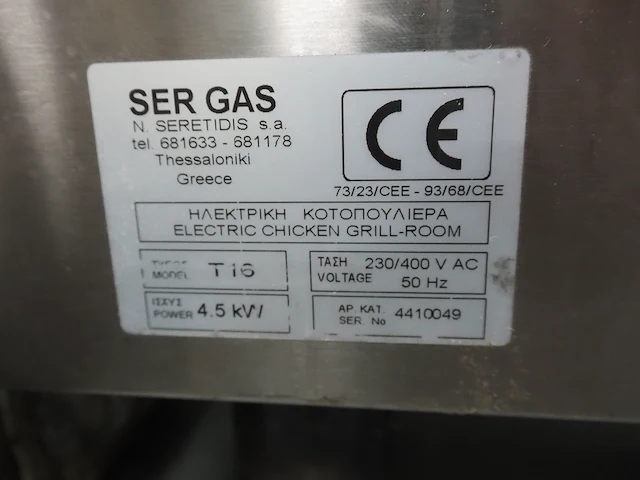 SER GAS
N. SERETIDIS s.a.
tel. 681633 - 681178
Thessaloniki
Greece
CE
73/23/CEE - 93/68/CEE
ΗΛΕΚΤΡΙΚΗ ΚΟΤΟΠΟΥΛΙΕΡΑ
ELECTRIC CHICKEN GRILL-ROOM
MODEL T16
ΤΑΣΗ 230/400 V AC
VOLTAGE 50 Hz
ΙΣΧΥΣ
POWER 4.5 kW
ΑΡ. ΚΑΤ. 4410049
SER. No